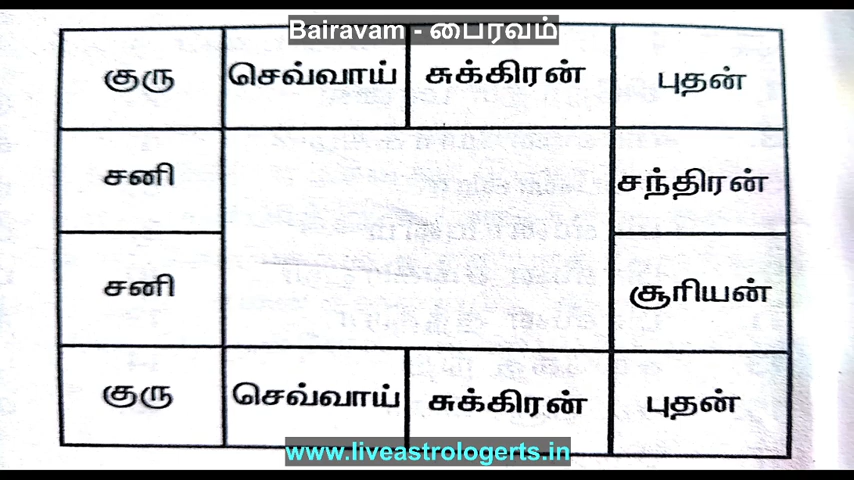 Bairavam - பைரவம்
குரு செவ்வாய் சுக்கிரன் புதன்
சனி சந்திரன்
சனி சூரியன்
குரு செவ்வாய் சுக்கிரன் புதன்
www.liveastrologerts.in